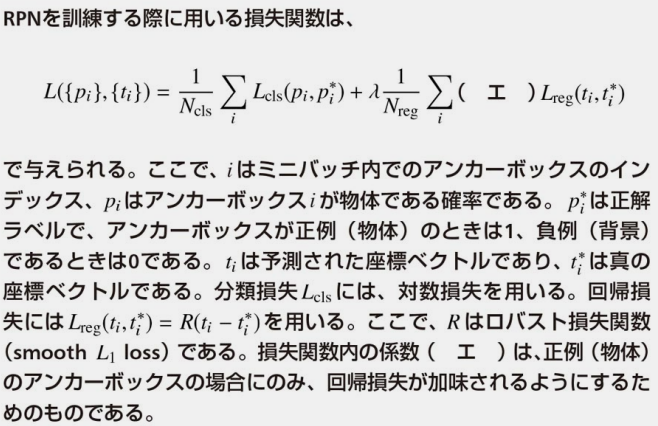 RPNを訓練する際に用いる損失関数は、
L({p_i},{t_i}) = \frac{1}{N_{cls}} \sum_i L_{cls}(p_i,p_i^*) + λ \frac{1}{N_{reg}} \sum_i ( エ ) L_{reg}(t_i,t_i^*)
で与えられる。ここで、iはミニバッチ内でのアンカーボックスのイン
デックス、p_iはアンカーボックスiが物体である確率である。p_i^*は正解
ラベルで、アンカーボックスが正例（物体）のときは1、負例（背景）
であるときは0である。t_iは予測された座標ベクトルであり、t_i^*は真の
座標ベクトルである。分類損失L_{cls}には、対数損失を用いる。回帰損
失にはL_{reg}(t_i,t_i^*) = R(t_i − t_i^*)を用いる。ここで、Rはロバスト損失関数
（smooth L_1 loss）である。損失関数内の係数（ エ ）は、正例（物体）
のアンカーボックスの場合にのみ、回帰損失が加味されるようにするた
めのものである。